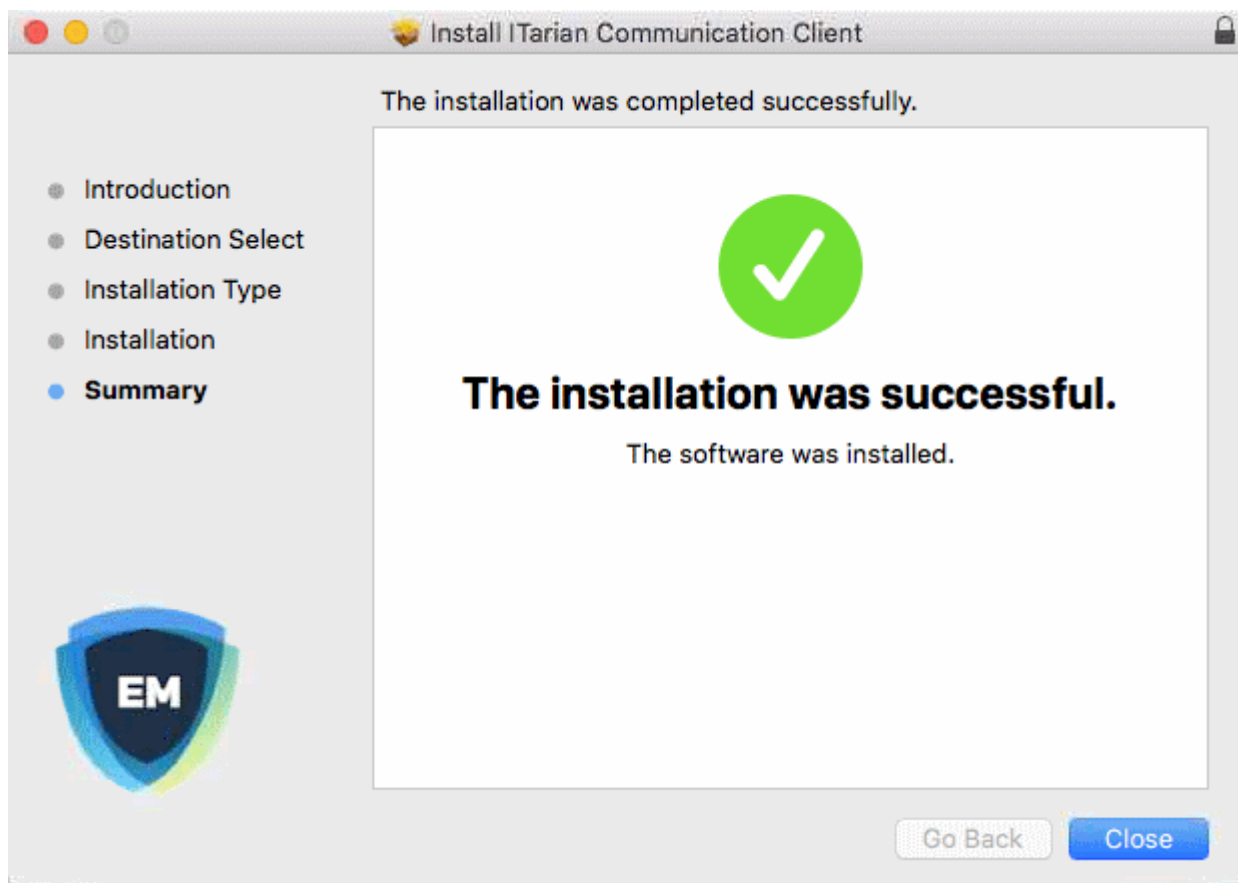 Install ITarian Communication Client
The installation was completed successfully.
Introduction
Destination Select
Installation Type
Installation
Summary
The installation was successful.
The software was installed.
EM
Go Back
Close